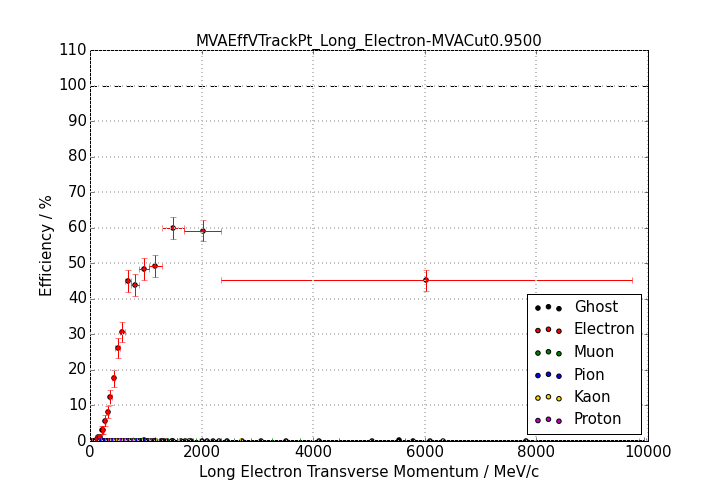 MVAEffVTrackPt_Long_Electron-MVACut0.9500
110
100
90
80
70
60
50
40
30
20
10
0
Efficiency / %
Ghost
Electron
Muon
Pion
Kaon
Proton
0 2000 4000 6000 8000 10000
Long Electron Transverse Momentum / MeV/c